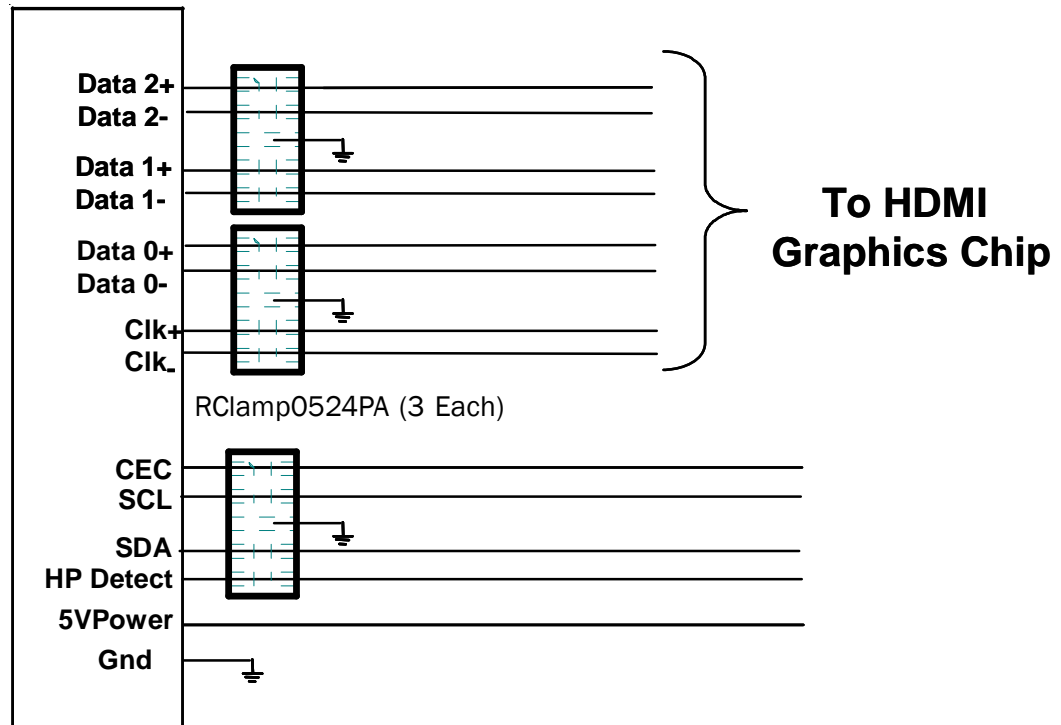 Data 2+
Data 2-
Data 1+
Data 1-
Data 0+
Data 0-
Clk+
Clk-
To HDMI
Graphics Chip
RClamp0524PA (3 Each)
CEC
SCL
SDA
HP Detect
5VPower
Gnd